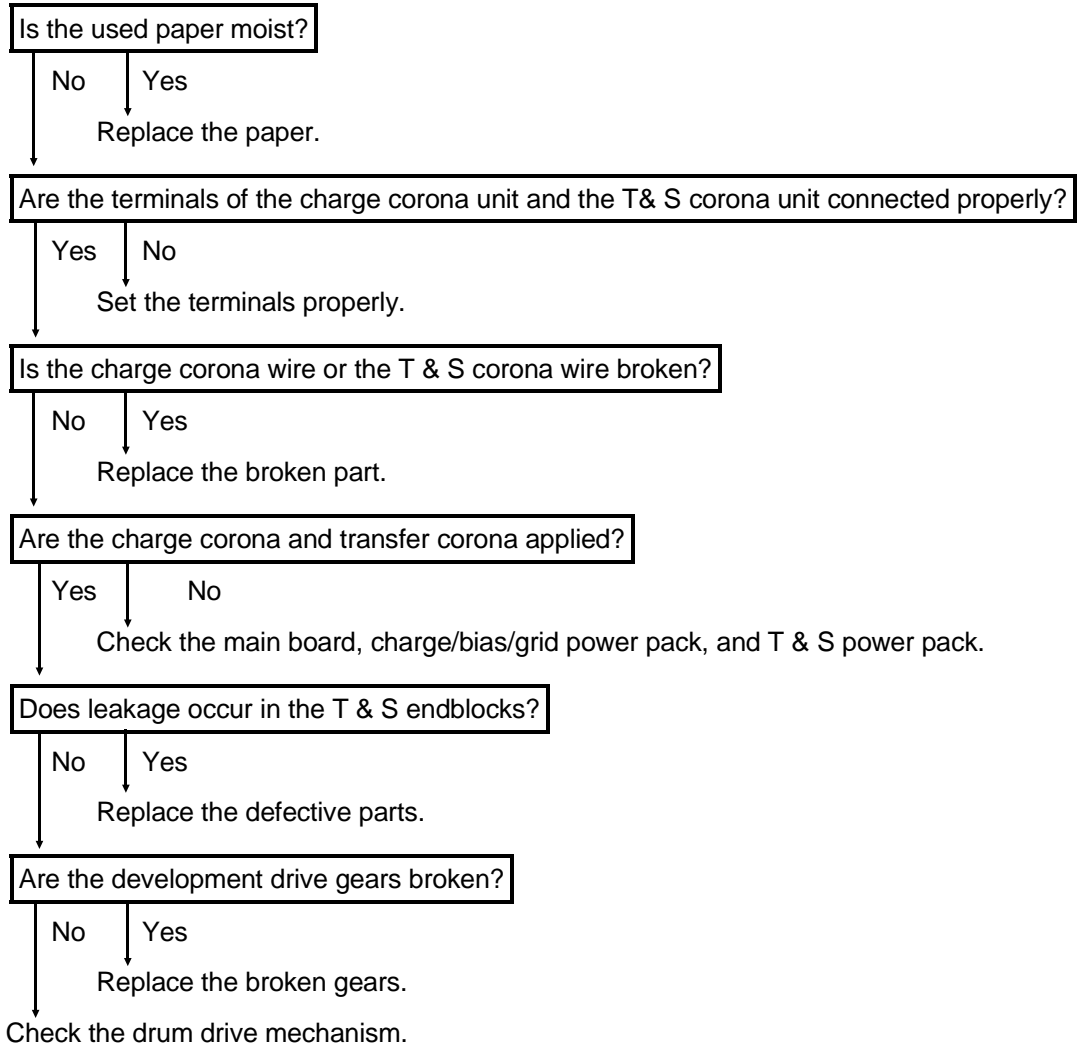 Is the used paper moist?
No Yes
Replace the paper.
Are the terminals of the charge corona unit and the T& S corona unit connected properly?
Yes No
Set the terminals properly.
Is the charge corona wire or the T & S corona wire broken?
No Yes
Replace the broken part.
Are the charge corona and transfer corona applied?
Yes No
Check the main board, charge/bias/grid power pack, and T & S power pack.
Does leakage occur in the T & S endblocks?
No Yes
Replace the defective parts.
Are the development drive gears broken?
No Yes
Replace the broken gears.
Check the drum drive mechanism.